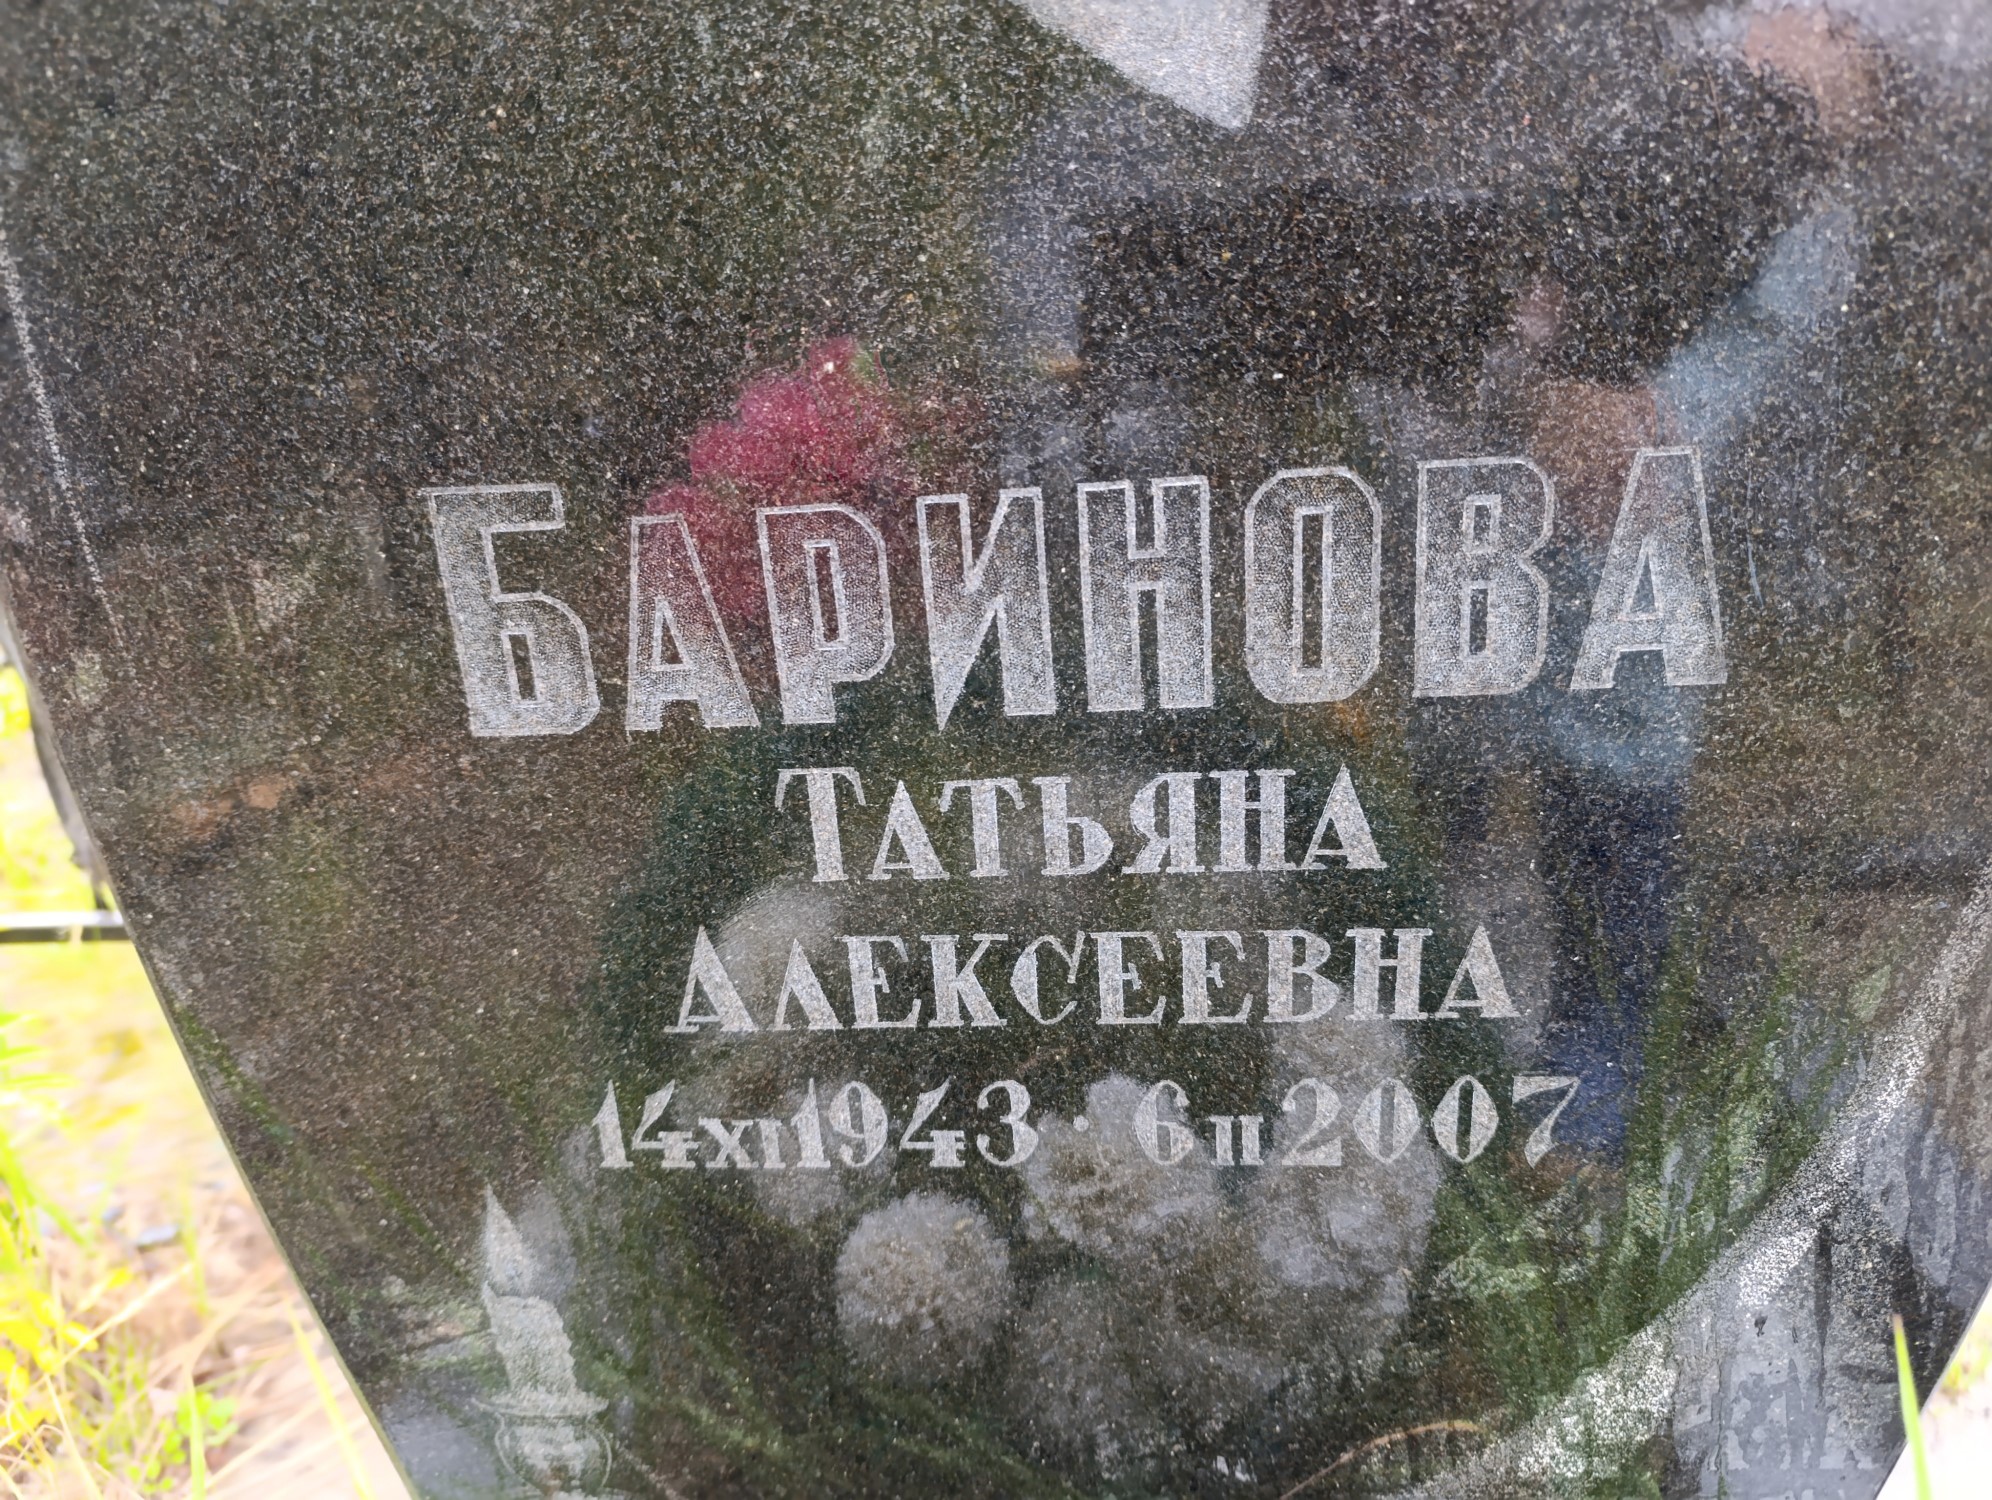 БАРИНОВА
ТАТЬЯНА
АЛЕКСЕЕВНА
14 XI 1943 · 6 II 2007